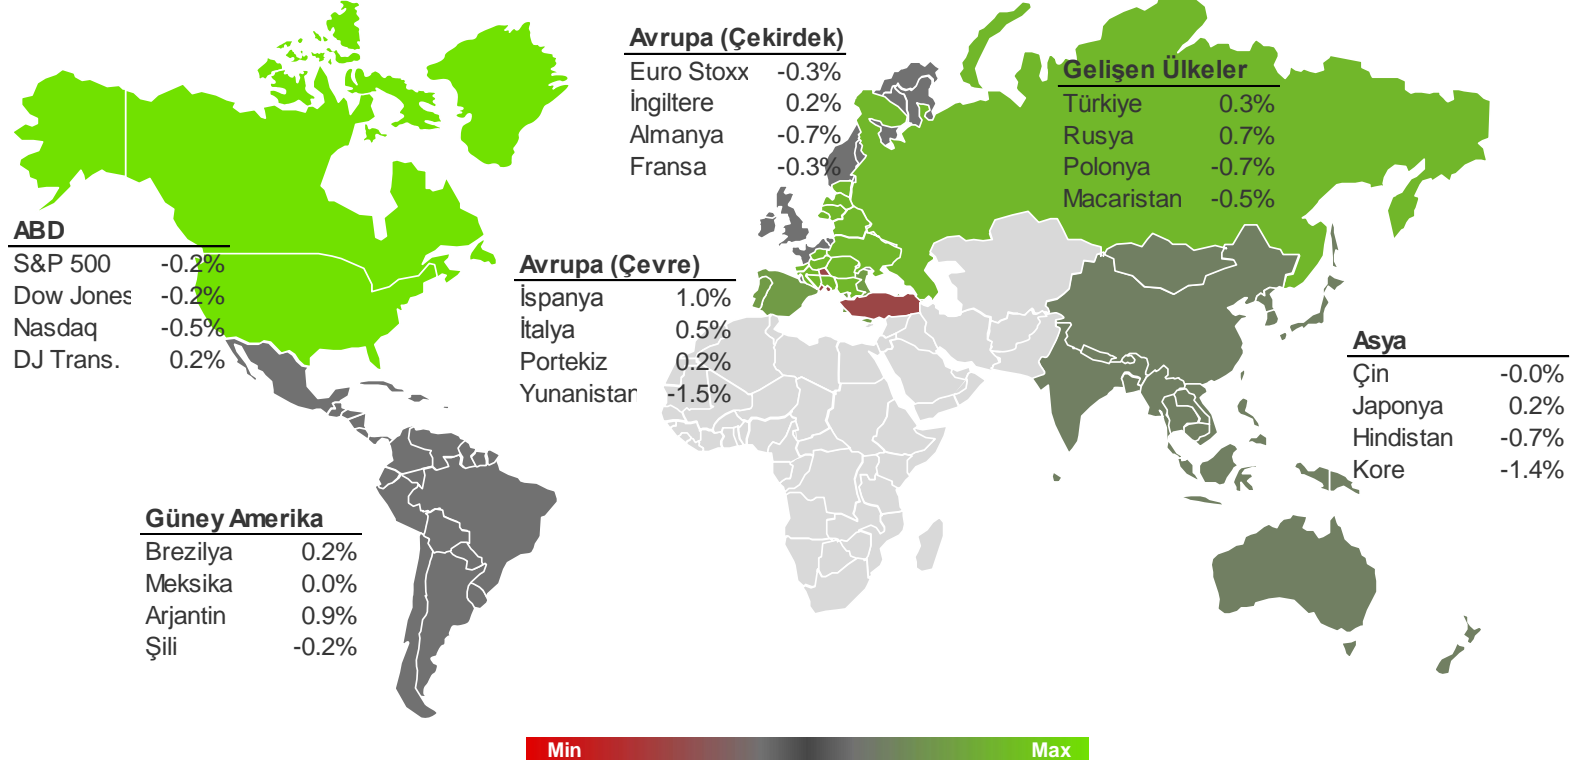 Avrupa (Çekirdek)
Euro Stoxx -0.3%
İngiltere 0.2%
Almanya -0.7%
Fransa -0.3%
Gelişen Ülkeler
Türkiye 0.3%
Rusya 0.7%
Polonya -0.7%
Macaristan -0.5%
ABD
S&P 500 -0.2%
Dow Jones -0.2%
Nasdaq -0.5%
DJ Trans. 0.2%
Avrupa (Çevre)
İspanya 1.0%
İtalya 0.5%
Portekiz 0.2%
Yunanistan -1.5%
Asya
Çin -0.0%
Japonya 0.2%
Hindistan -0.7%
Kore -1.4%
Güney Amerika
Brezilya 0.2%
Meksika 0.0%
Arjantin 0.9%
Şili -0.2%
Min Max